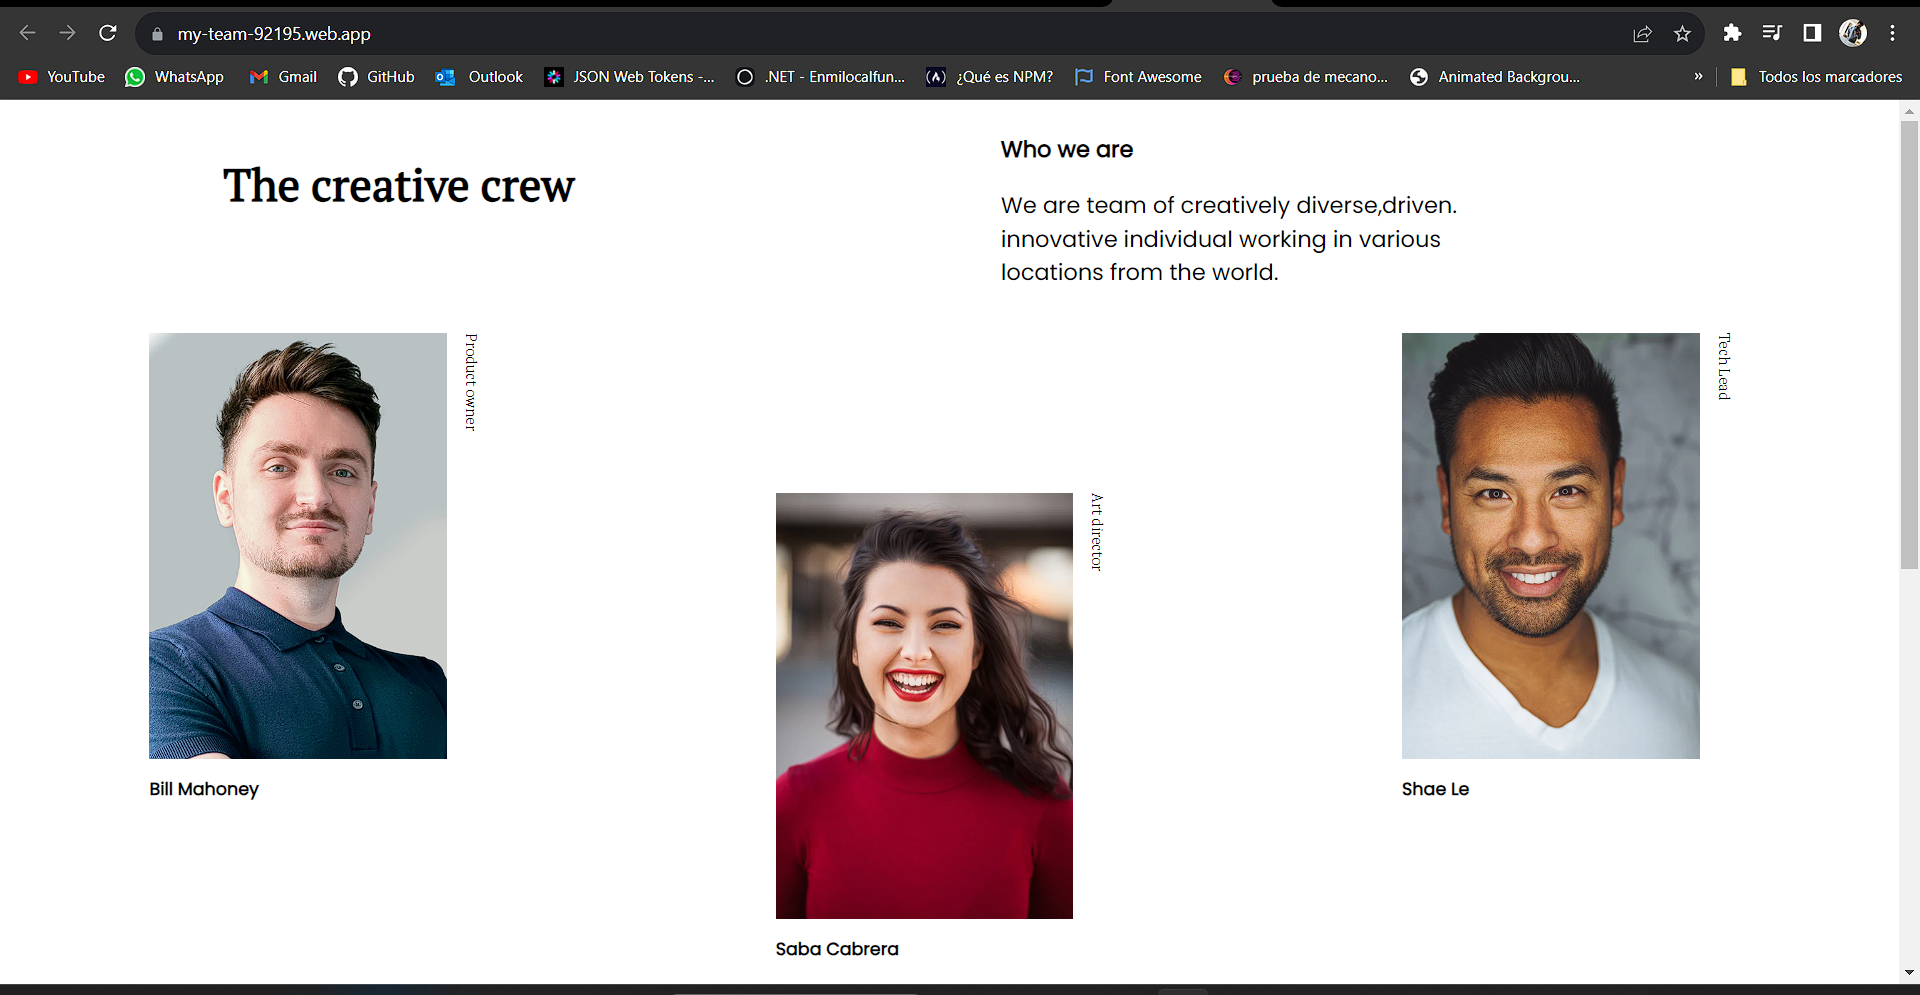 my-team-92195.web.app
YouTube
WhatsApp
Gmail
GitHub
Outlook
JSON Web Tokens -...
.NET - Enmilocalfun...
¿Qué es NPM?
Font Awesome
prueba de mecano...
Animated Backgrou...
»
Todos los marcadores
The creative crew
Who we are
We are team of creatively diverse,driven.
innovative individual working in various
locations from the world.
Product owner
Bill Mahoney
Art director
Saba Cabrera
Tech Lead
Shae Le